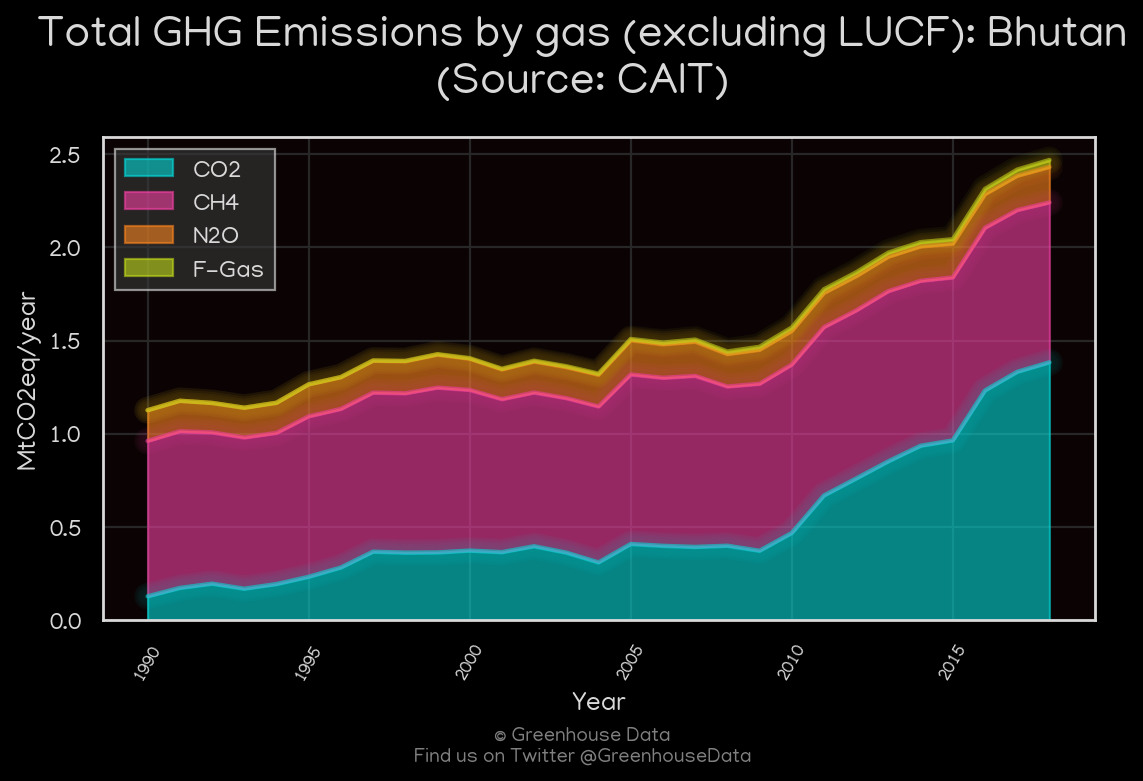 Total GHG Emissions by gas (excluding LUCF): Bhutan
(Source: CAIT)
2.5
2.0
1.5
1.0
0.5
0.0
MtCO2eq/year
CO2
CH4
N2O
F-Gas
1990
1995
2000
2005
2010
2015
Year
© Greenhouse Data
Find us on Twitter @GreenhouseData